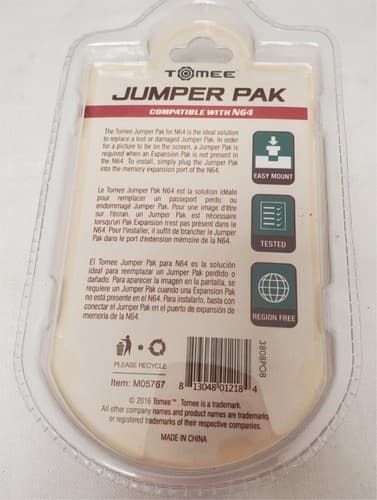 TOMEE
JUMPER PAK
COMPATIBLE WITH N64
The Tomee Jumper Pak for N64 is the ideal solution
to replace a lost or damaged Jumper Pak. In order
for a picture to be on the screen, a Jumper Pak is
required when an Expansion Pak is not present in
the N64. To install, simply plug the Jumper Pak
into the memory expansion port of the N64.
EASY MOUNT
Le Tomee Jumper Pak N64 est la solution idéale
pour remplacer un passeport perdu ou
endommagé Jumper Pak. Pour une image d'être
sur l'écran, un Jumper Pak est nécessaire
lorsqu'un Pak Expansion n'est pas présent dans le
N64. Pour l'installer, il suffit de brancher le Jumper
Pak dans le port d'extension mémoire de la N64.
TESTED
El Tomee Jumper Pak para N64 es la solución
ideal para reemplazar un Jumper Pak perdido o
dañado. Para aparecer la imagen en la pantalla, se
requiere un Jumper Pak cuando una Expansion Pak
no está presente en el N64. Para instalarlo, basta con
conectar el Jumper Pak en el puerto de expansión de
memoria de la N64.
REGION FREE
PLEASE RECYCLE
Item: M05767
8 13048 01218 4
3808PO8
© 2016 Tomee™ Tomee is a trademark.
All other company names and product names are trademarks
or registered trademarks of their respective companies.
MADE IN CHINA